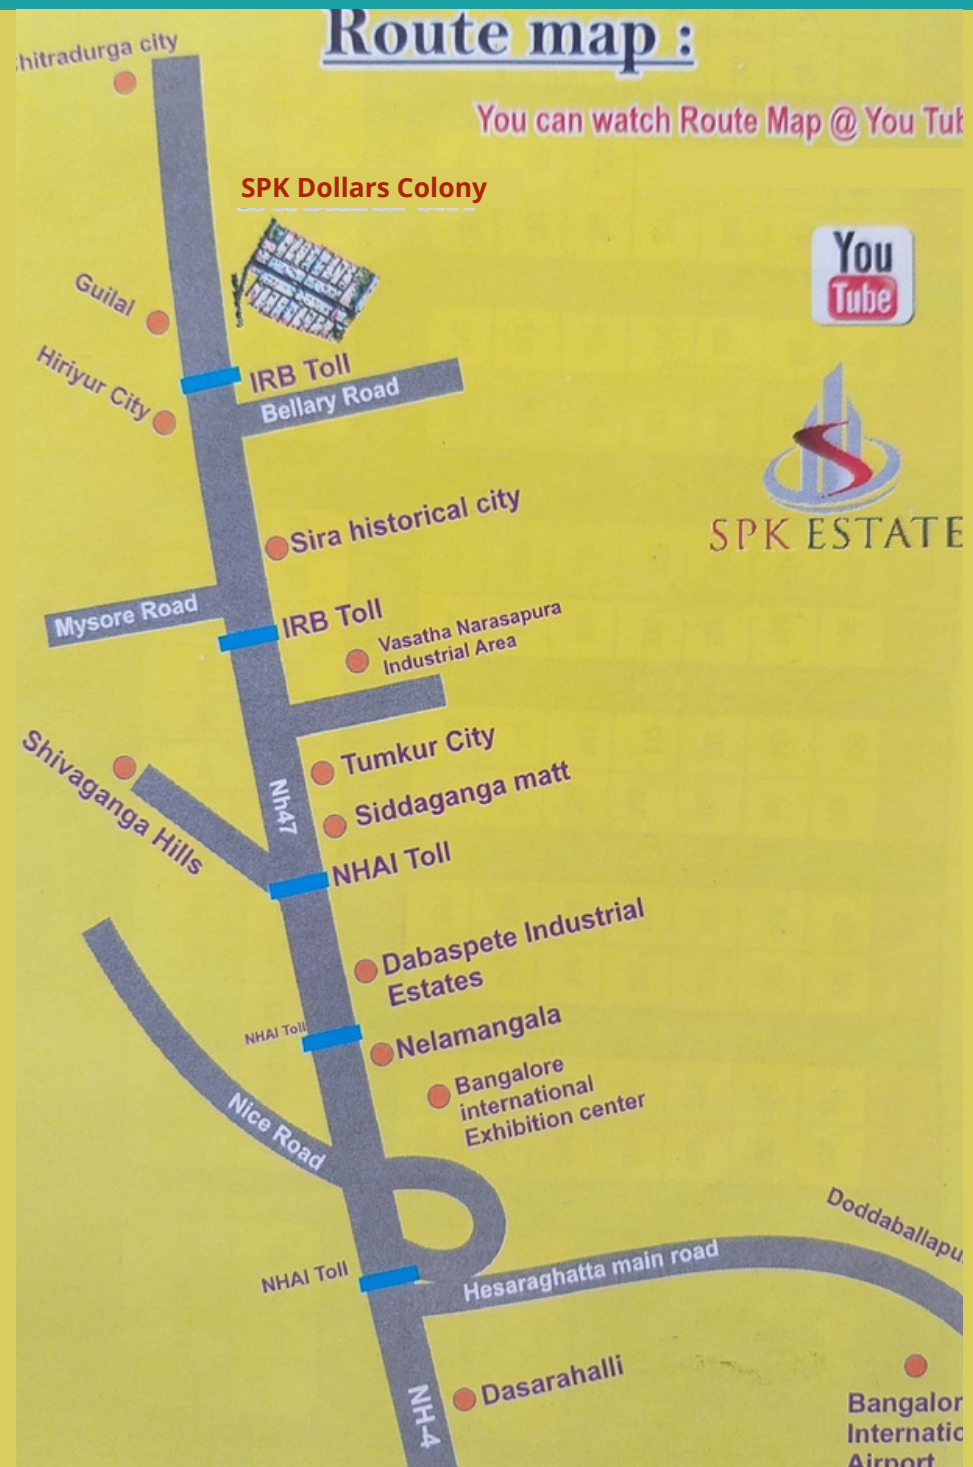 Route map :
hitradurga city
You can watch Route Map @ You Tub
SPK Dollars Colony
You
Tube
Guilal
IRB Toll
Hiriyur City
Bellary Road
SPK ESTATE
Sira historical city
Mysore Road
IRB Toll
Vasatha Narasapura
Industrial Area
Shivaganga Hills
Tumkur City
Nh47
Siddaganga matt
NHAI Toll
Dabaspete Industrial
Estates
NHAI Toll
Nelamangala
Bangalore
international
Exhibition center
Nice Road
Doddaballapu
NHAI Toll
Hesaraghatta main road
Dasarahalli
NH-4
Bangalor
Internatio
Airport